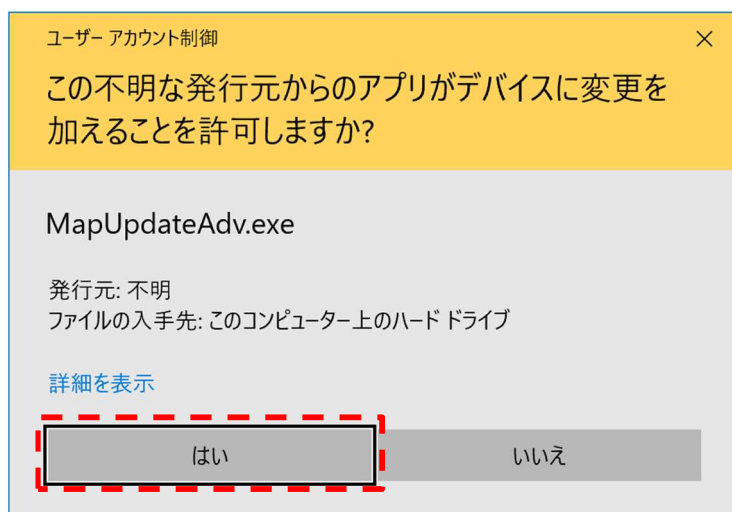 ユーザー アカウント制御
この不明な発行元からのアプリがデバイスに変更を
加えることを許可しますか?
MapUpdateAdv.exe
発行元: 不明
ファイルの入手先: このコンピューター上のハード ドライブ
詳細を表示
はい
いいえ